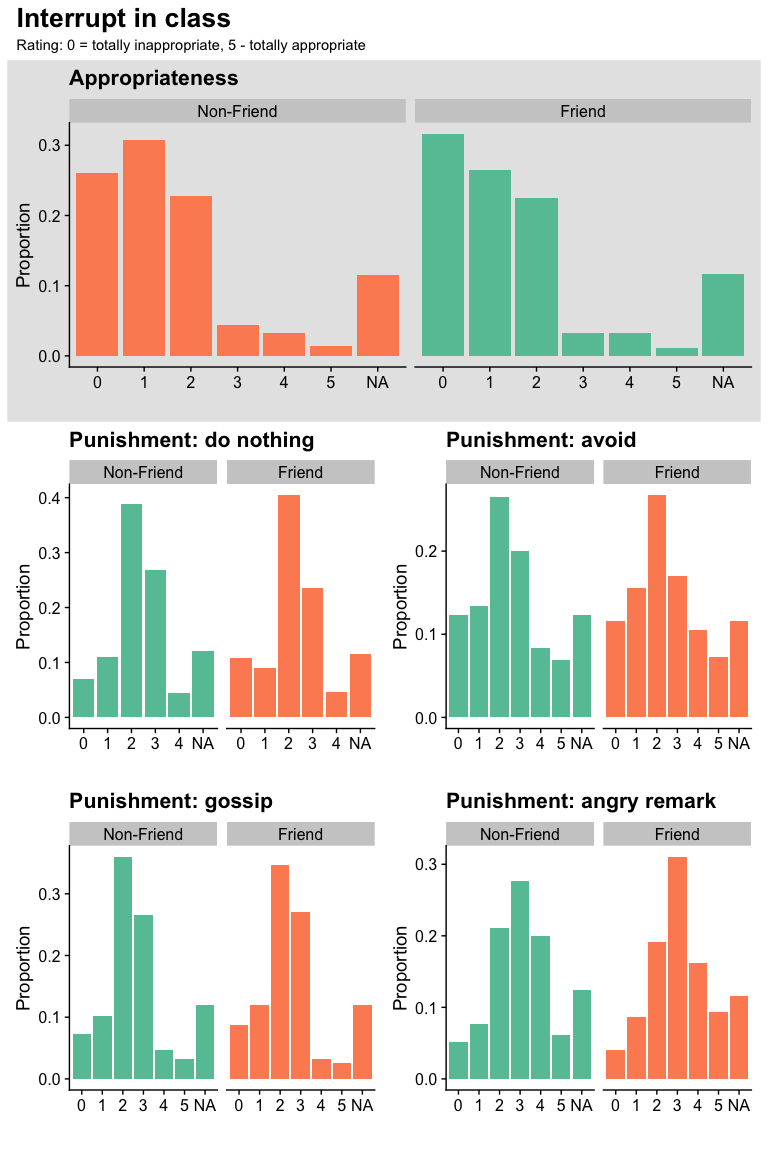 Interrupt in class
Rating: 0 = totally inappropriate, 5 - totally appropriate
Appropriateness
Non-Friend Friend
Proportion
0.3
0.2
0.1
0.0
0 1 2 3 4 5 NA 0 1 2 3 4 5 NA
Punishment: do nothing
Non-Friend Friend
Proportion
0.4
0.3
0.2
0.1
0.0
0 1 2 3 4 NA 0 1 2 3 4 NA
Punishment: avoid
Non-Friend Friend
Proportion
0.2
0.1
0.0
0 1 2 3 4 5 NA 0 1 2 3 4 5 NA
Punishment: gossip
Non-Friend Friend
Proportion
0.3
0.2
0.1
0.0
0 1 2 3 4 5 NA 0 1 2 3 4 5 NA
Punishment: angry remark
Non-Friend Friend
Proportion
0.3
0.2
0.1
0.0
0 1 2 3 4 5 NA 0 1 2 3 4 5 NA